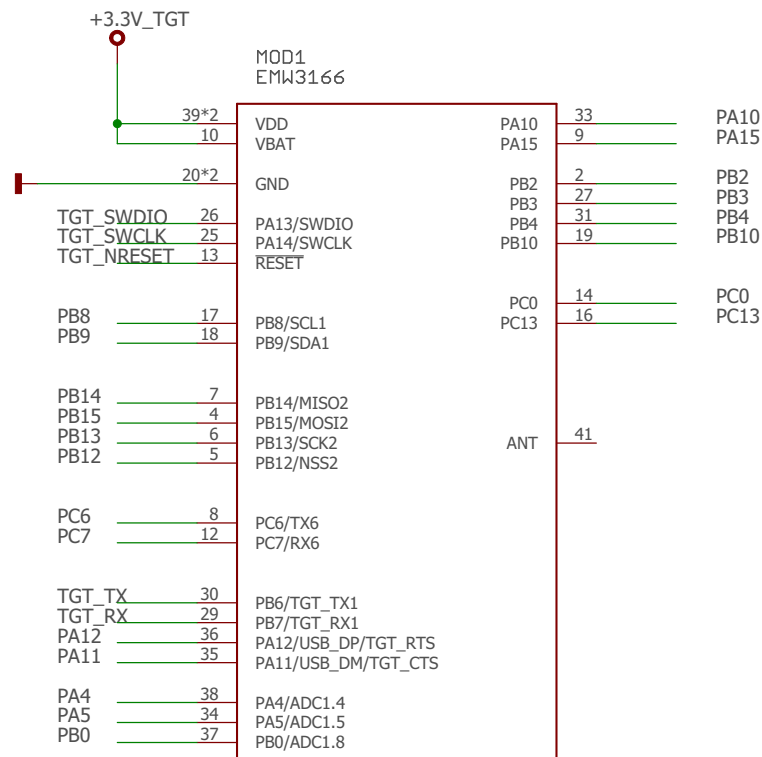 +3.3V_TGT
MOD1
EMW3166
39*2 VDD PA10 33 PA10
10 VBAT PA15 9 PA15
20*2 GND PB2 2 PB2
PB3 27 PB3
TGT_SWDIO 26 PA13/SWDIO PB4 31 PB4
TGT_SWCLK 25 PA14/SWCLK PB10 19 PB10
TGT_NRESET 13 RESET
PC0 14 PC0
PB8 17 PB8/SCL1 PC13 16 PC13
PB9 18 PB9/SDA1
PB14 7 PB14/MISO2
PB15 4 PB15/MOSI2
PB13 6 PB13/SCK2 ANT 41
PB12 5 PB12/NSS2
PC6 8 PC6/TX6
PC7 12 PC7/RX6
TGT_TX 30 PB6/TGT_TX1
TGT_RX 29 PB7/TGT_RX1
PA12 36 PA12/USB_DP/TGT_RTS
PA11 35 PA11/USB_DM/TGT_CTS
PA4 38 PA4/ADC1.4
PA5 34 PA5/ADC1.5
PB0 37 PB0/ADC1.8